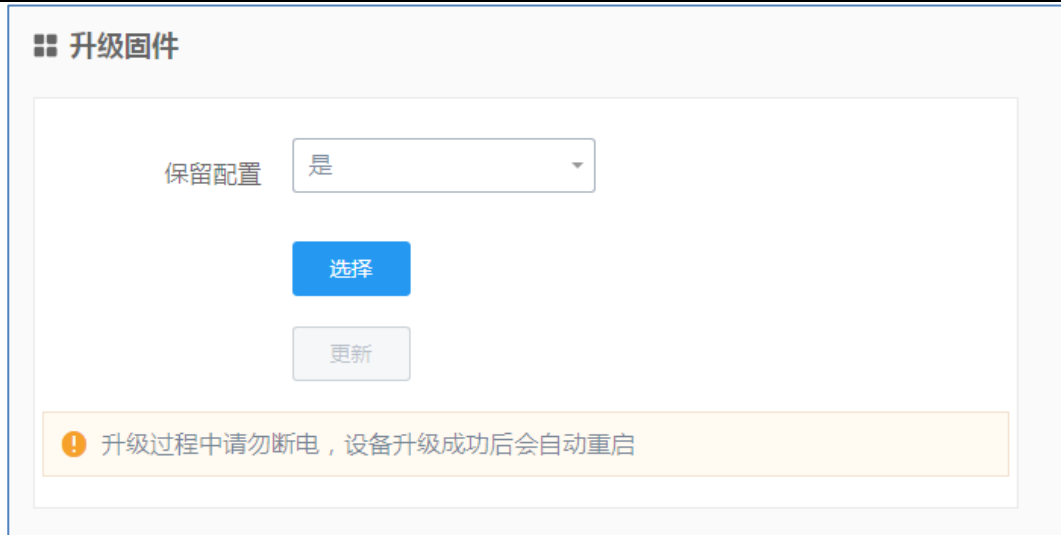 升级固件
保留配置 是
选择
更新
升级过程中请勿断电，设备升级成功后会自动重启